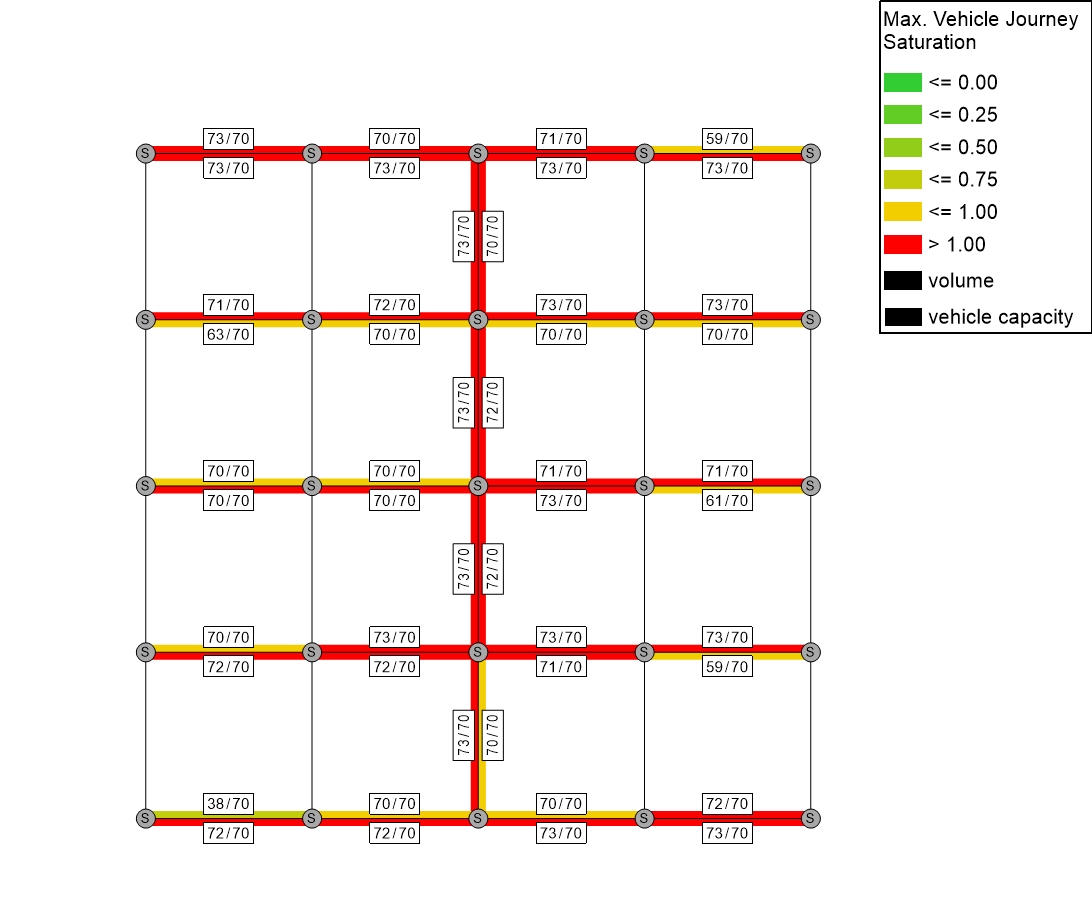 Max. Vehicle Journey
Saturation
<= 0.00
<= 0.25
<= 0.50
<= 0.75
<= 1.00
> 1.00
volume
vehicle capacity
73/70 70/70 71/70 59/70
S S S S S
73/70 73/70 73/70 73/70
73/70 70/70
71/70 72/70 73/70 73/70
S S S S S
63/70 70/70 70/70 70/70
73/70 72/70
70/70 70/70 71/70 71/70
S S S S S
70/70 70/70 73/70 61/70
73/70 72/70
70/70 73/70 73/70 73/70
S S S S S
72/70 72/70 71/70 59/70
73/70 70/70
38/70 70/70 70/70 72/70
S S S S S
72/70 72/70 73/70 73/70